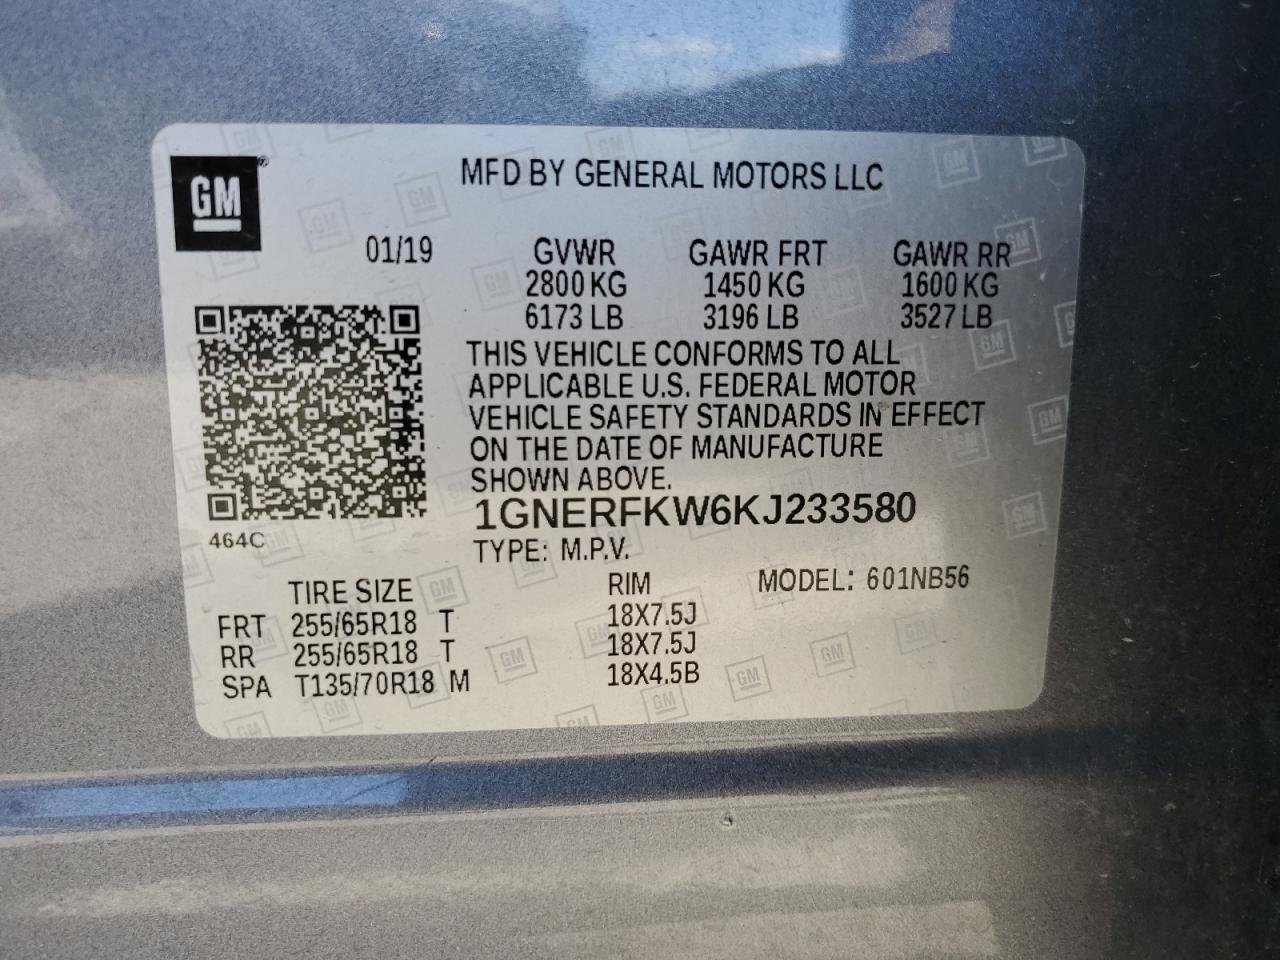 GM®
MFD BY GENERAL MOTORS LLC
01/19 GVWR GAWR FRT GAWR RR
2800 KG 1450 KG 1600 KG
6173 LB 3196 LB 3527 LB
THIS VEHICLE CONFORMS TO ALL
APPLICABLE U.S. FEDERAL MOTOR
VEHICLE SAFETY STANDARDS IN EFFECT
ON THE DATE OF MANUFACTURE
SHOWN ABOVE.
1GNERFKW6KJ233580
464C
TYPE: M.P.V.
TIRE SIZE RIM MODEL: 601NB56
FRT 255/65R18 T 18X7.5J
RR 255/65R18 T 18X7.5J
SPA T135/70R18 M 18X4.5B